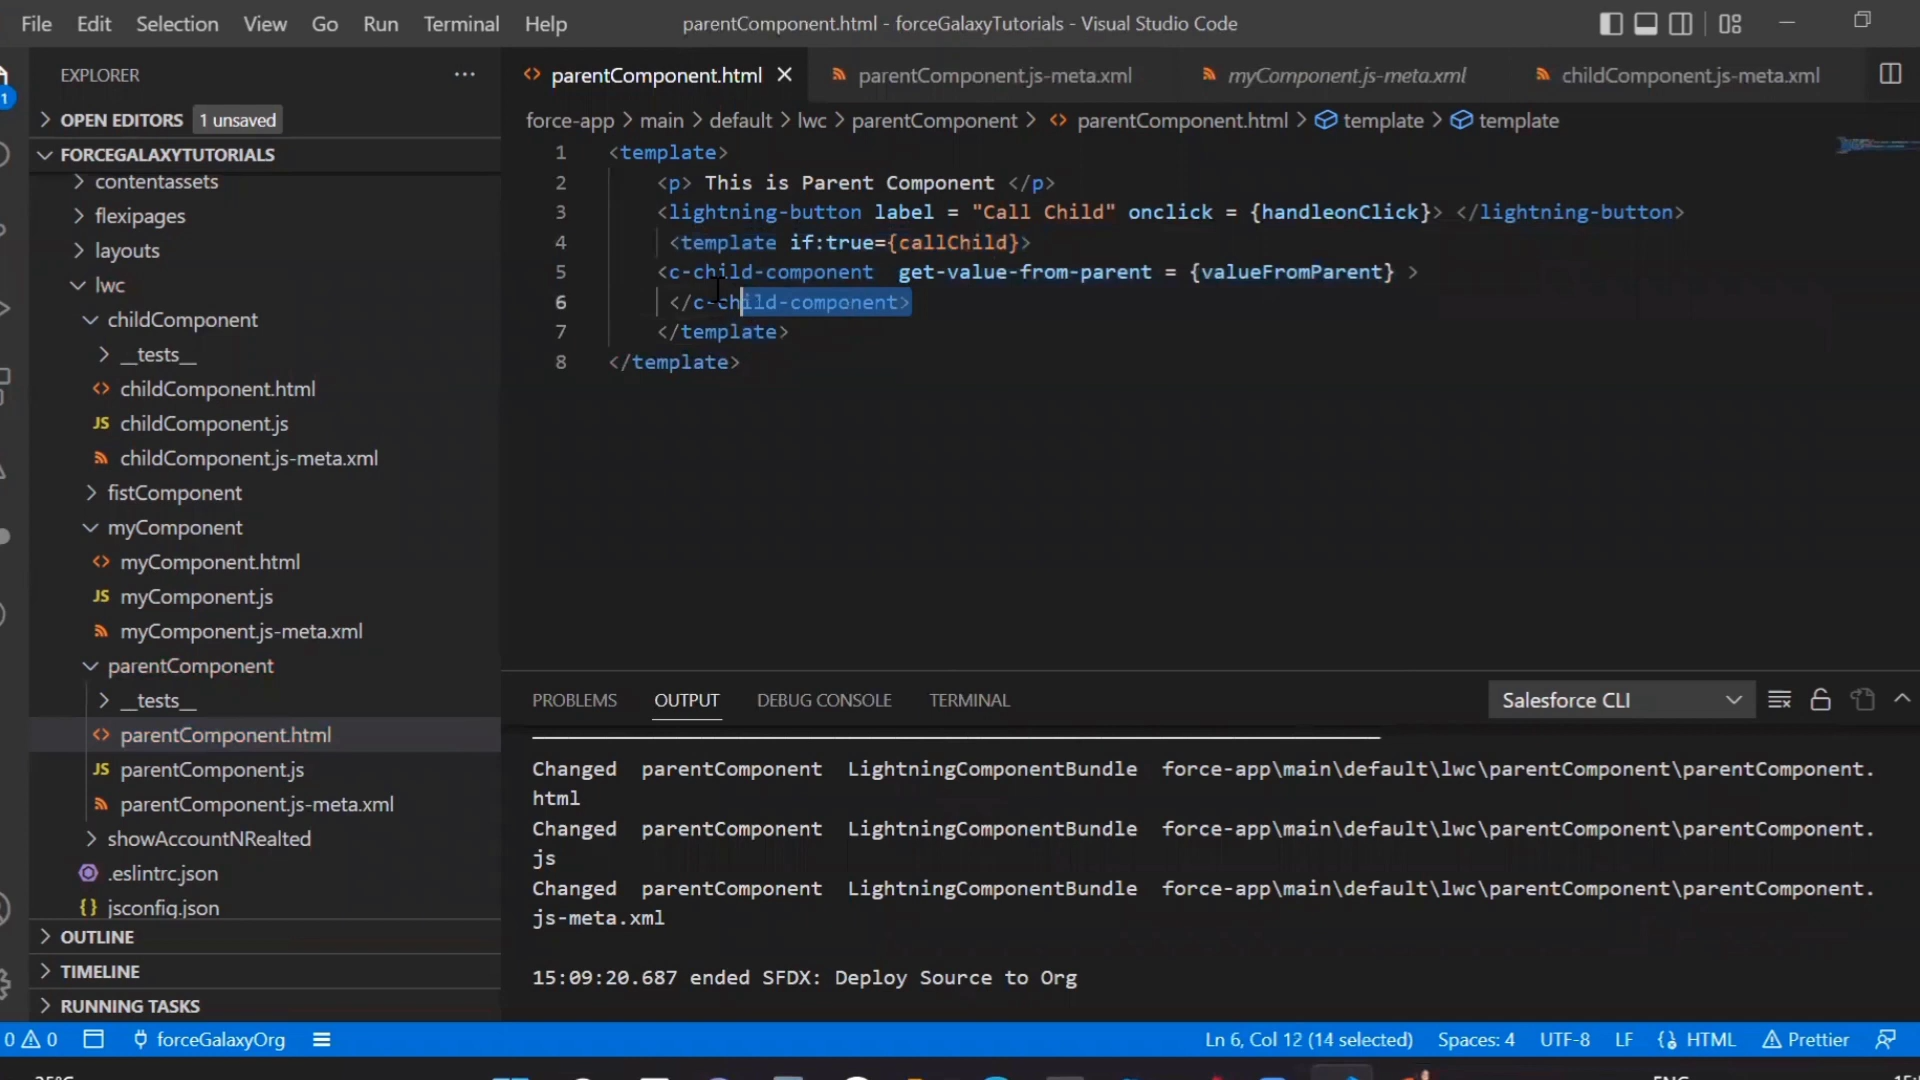 File Edit Selection View Go Run Terminal Help parentComponent.html - forceGalaxyTutorials - Visual Studio Code
EXPLORER
1
OPEN EDITORS 1 unsaved
FORCEGALAXYTUTORIALS
contentassets
flexipages
layouts
lwc
childComponent
__tests__
childComponent.html
childComponent.js
childComponent.js-meta.xml
fistComponent
myComponent
myComponent.html
myComponent.js
myComponent.js-meta.xml
parentComponent
__tests__
parentComponent.html
parentComponent.js
parentComponent.js-meta.xml
showAccountNRealted
.eslintrc.json
jsconfig.json
OUTLINE
TIMELINE
RUNNING TASKS
parentComponent.html parentComponent.js-meta.xml myComponent.js-meta.xml childComponent.js-meta.xml
force-app > main > default > lwc > parentComponent > parentComponent.html > template > template
1 <template>
2 <p> This is Parent Component </p>
3 <lightning-button label = "Call Child" onclick = {handleonClick}> </lightning-button>
4 <template if:true={callChild}>
5 <c-child-component get-value-from-parent = {valueFromParent} >
6 </c-child-component>
7 </template>
8 </template>
PROBLEMS OUTPUT DEBUG CONSOLE TERMINAL Salesforce CLI
Changed parentComponent LightningComponentBundle force-app\main\default\lwc\parentComponent\parentComponent.
html
Changed parentComponent LightningComponentBundle force-app\main\default\lwc\parentComponent\parentComponent.
js
Changed parentComponent LightningComponentBundle force-app\main\default\lwc\parentComponent\parentComponent.
js-meta.xml
15:09:20.687 ended SFDX: Deploy Source to Org
0 0 forceGalaxyOrg Ln 6, Col 12 (14 selected) Spaces: 4 UTF-8 LF HTML Prettier